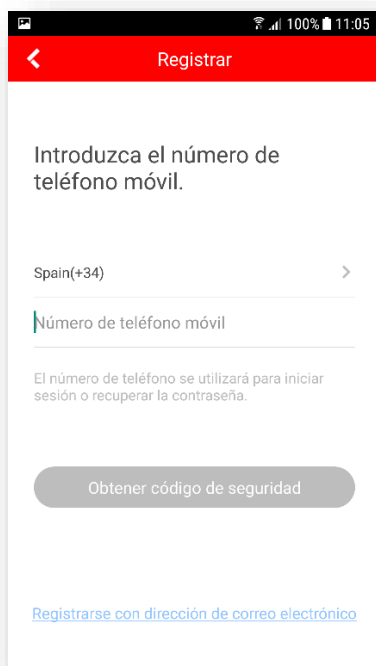 100% 11:05
Registrar
Introduzca el número de
teléfono móvil.
Spain(+34)
Número de teléfono móvil
El número de teléfono se utilizará para iniciar
sesión o recuperar la contraseña.
Obtener código de seguridad
Registrarse con dirección de correo electrónico